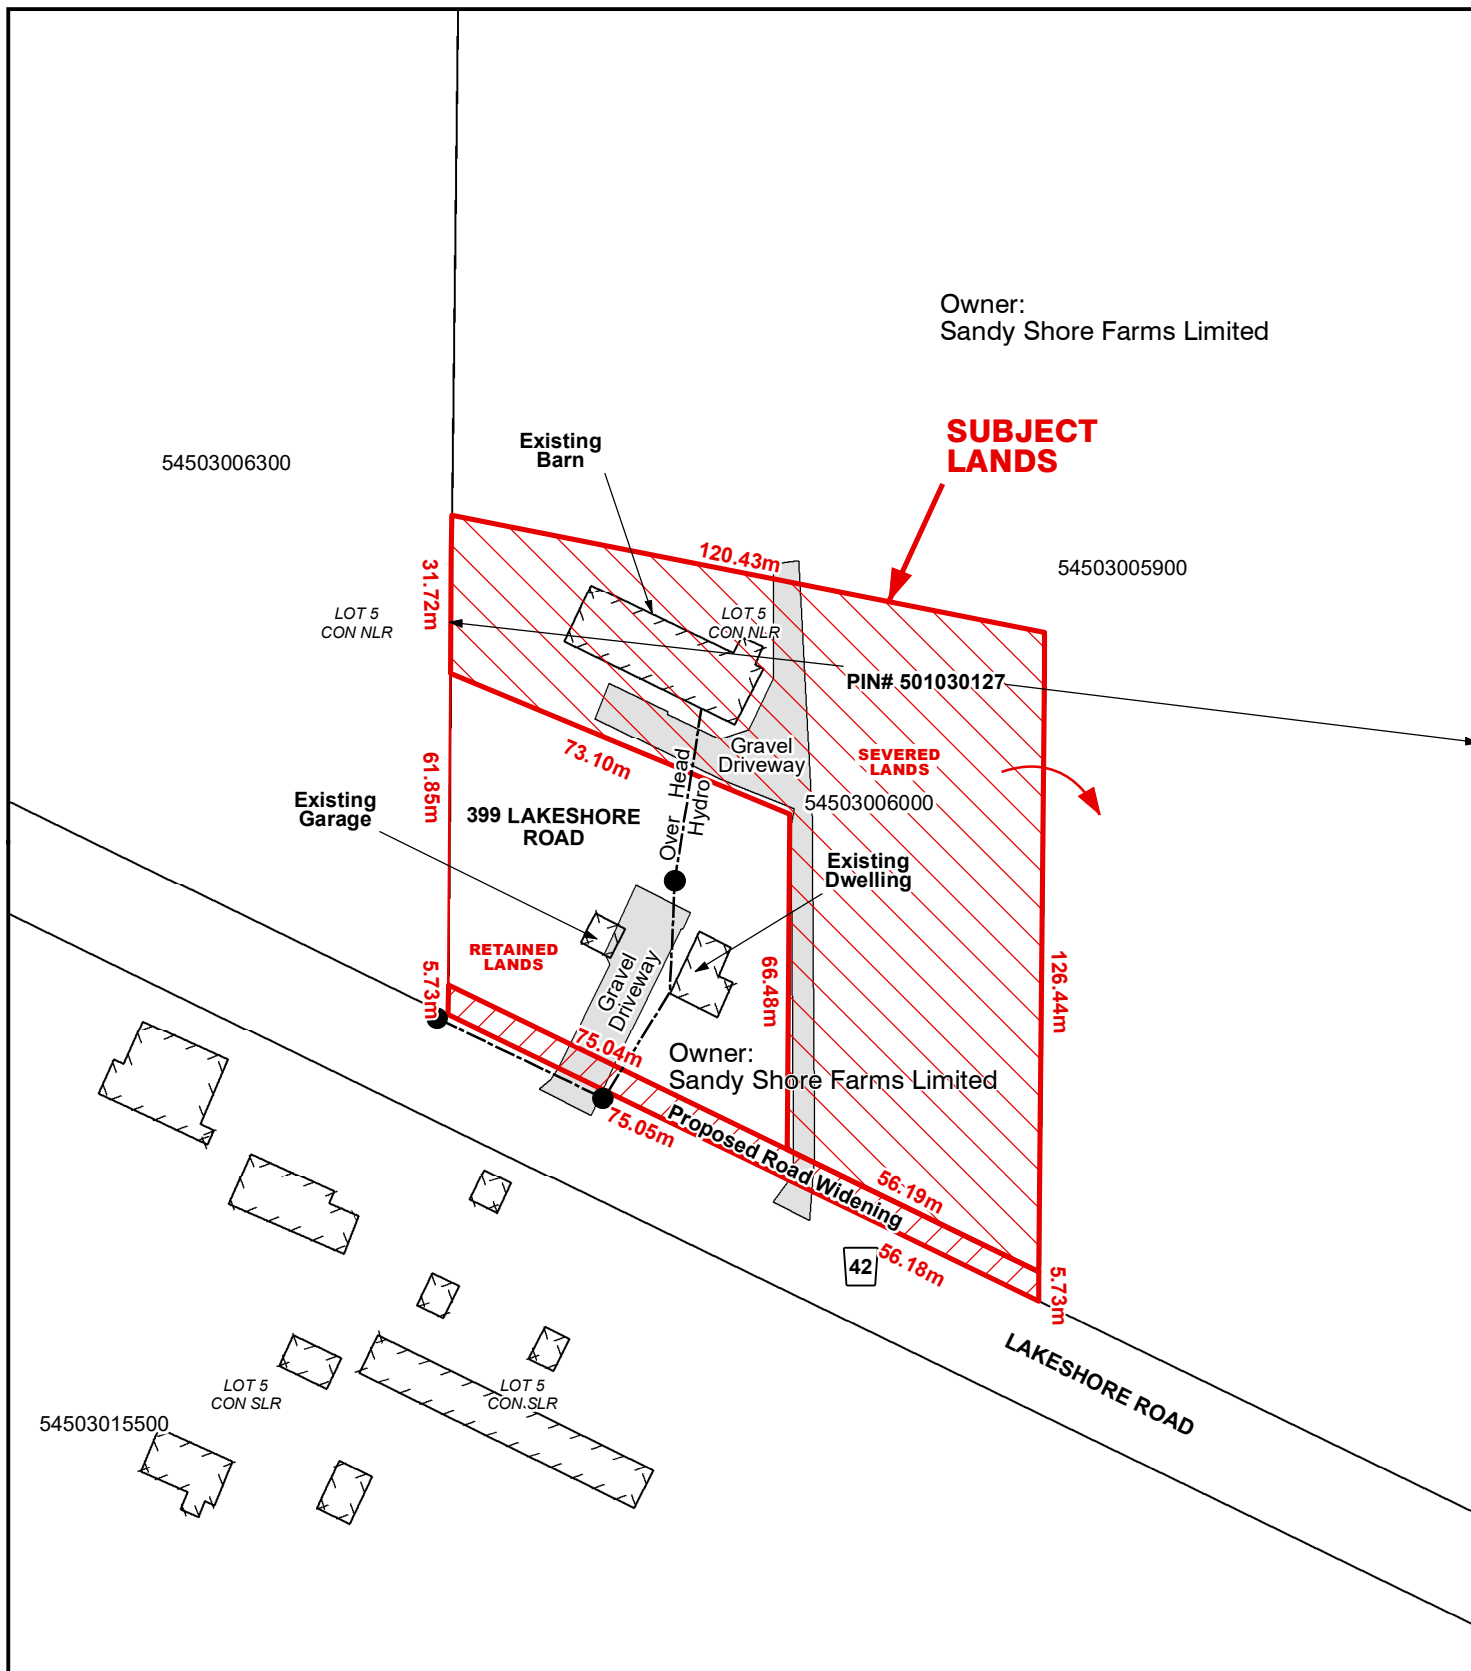 Owner:
Sandy Shore Farms Limited
SUBJECT
LANDS
Existing
Barn
54503006300
120.43m
54503005900
31.72m
LOT 5
CON NLR
LOT 5
CON NLR
PIN# 501030127
73.10m
Gravel
Driveway
SEVERED
LANDS
61.85m
Over Head
Hydro
54503006000
Existing
Garage
399 LAKESHORE
ROAD
Existing
Dwelling
RETAINED
LANDS
Gravel
Driveway
66.48m
126.44m
5.73m
75.04m
Owner:
Sandy Shore Farms Limited
75.05m
Proposed Road Widening
56.19m
56.18m
42
5.73m
LAKESHORE ROAD
LOT 5
CON SLR
LOT 5
CON SLR
54503015500